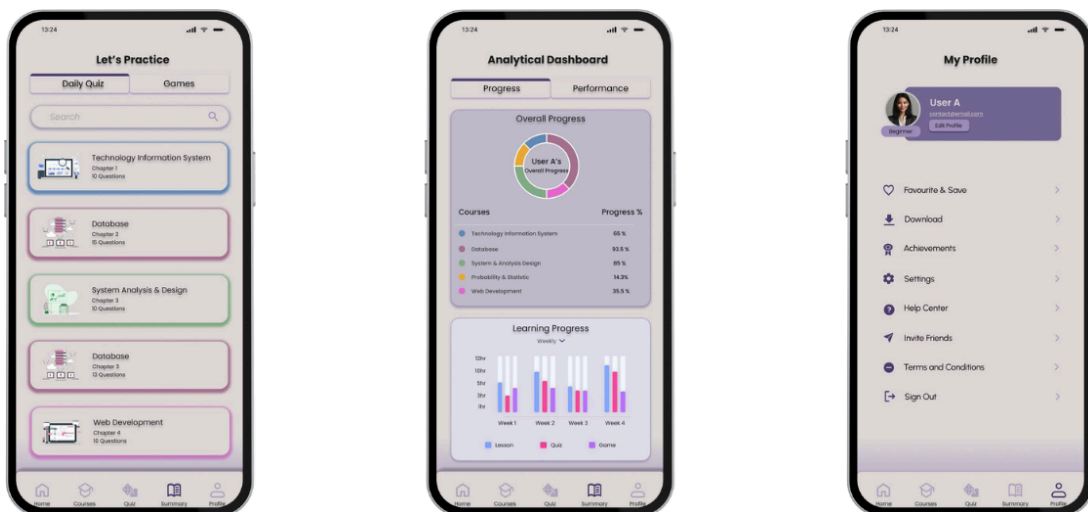 13:24
Let's Practice
Daily Quiz Games
Search
Technology Information System
Chapter 1
10 Questions
Database
Chapter 2
15 Questions
System Analysis & Design
Chapter 3
10 Questions
Database
Chapter 3
13 Questions
Web Development
Chapter 4
10 Questions
Home Courses Quiz Summary Profile
13:24
Analytical Dashboard
Progress Performance
Overall Progress
User A's
Overall Progress
Courses Progress %
Technology Information System 65 %
Database 93.5 %
System & Analysis Design 85 %
Probability & Statistic 14.3%
Web Development 35.5 %
Learning Progress
Weekly
10hr
5hr
3hr
1hr
Week 1 Week 2 Week 3 Week 4
Lesson Quiz Game
Home Courses Quiz Summary Profile
13:24
My Profile
User A
contact@email.com
Edit Profile
Beginner
Favourite & Save
Download
Achievements
Settings
Help Center
Invite Friends
Terms and Conditions
Sign Out
Home Courses Quiz Summary Profile